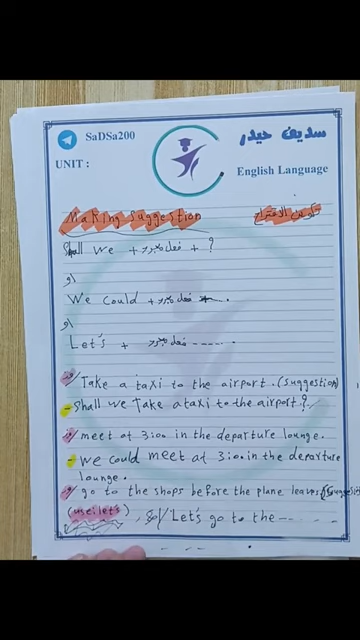 SaDSa200
سديف حيدر
UNIT :
English Language
Making Suggestion تكوين الاقتراح
Shall we + فعل مجرد + ?
او
We Could + فعل مجرد .
او
Let's + فعل مجرد ------ .
Take a taxi to the airport. (suggestion)
- Shall we Take a taxi to the airport?
meet at 3:00 in the departure lounge.
- we could meet at 3:00 in the departure
lounge.
go to the shops before the plane leaves
(use: let's) Let's go to the ------